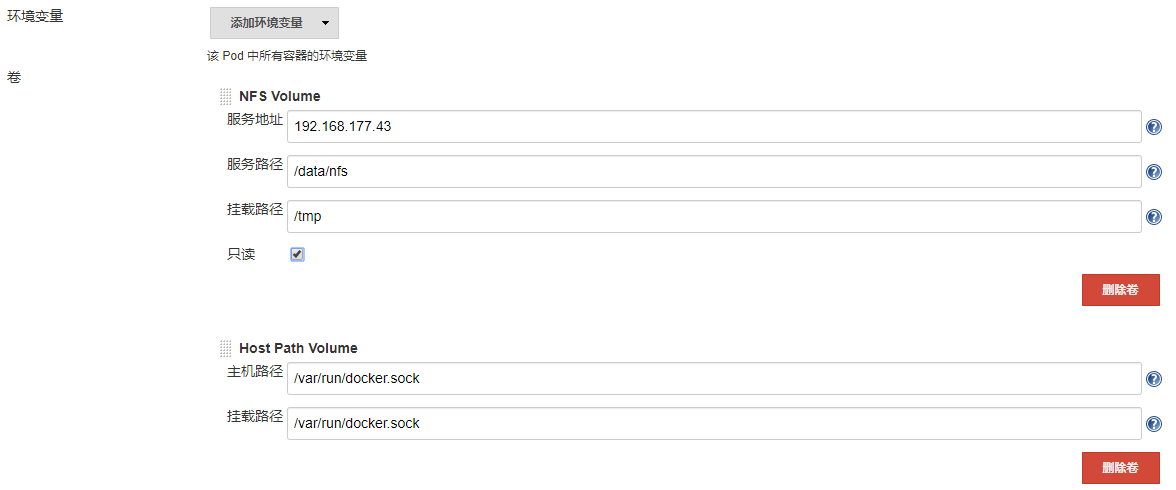 环境变量
添加环境变量
该 Pod 中所有容器的环境变量
卷
NFS Volume
服务地址 192.168.177.43
服务路径 /data/nfs
挂载路径 /tmp
只读
删除卷
Host Path Volume
主机路径 /var/run/docker.sock
挂载路径 /var/run/docker.sock
删除卷